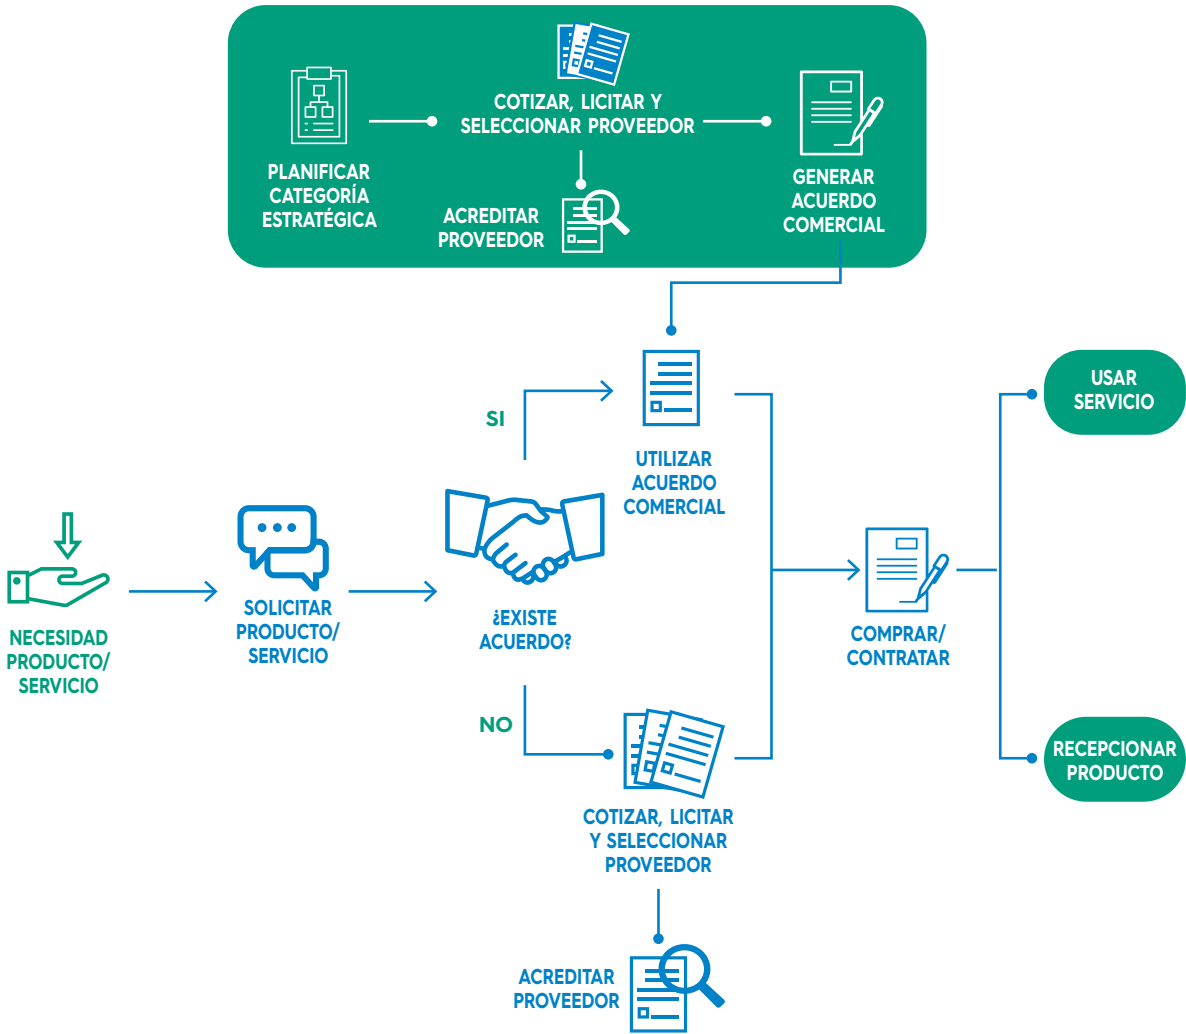 COTIZAR, LICITAR Y
SELECCIONAR PROVEEDOR
PLANIFICAR
CATEGORÍA
ESTRATÉGICA
ACREDITAR
PROVEEDOR
GENERAR
ACUERDO
COMERCIAL
SI
UTILIZAR
ACUERDO
COMERCIAL
USAR
SERVICIO
NECESIDAD
PRODUCTO/
SERVICIO
SOLICITAR
PRODUCTO/
SERVICIO
¿EXISTE
ACUERDO?
COMPRAR/
CONTRATAR
NO
COTIZAR, LICITAR
Y SELECCIONAR
PROVEEDOR
RECEPCIONAR
PRODUCTO
ACREDITAR
PROVEEDOR